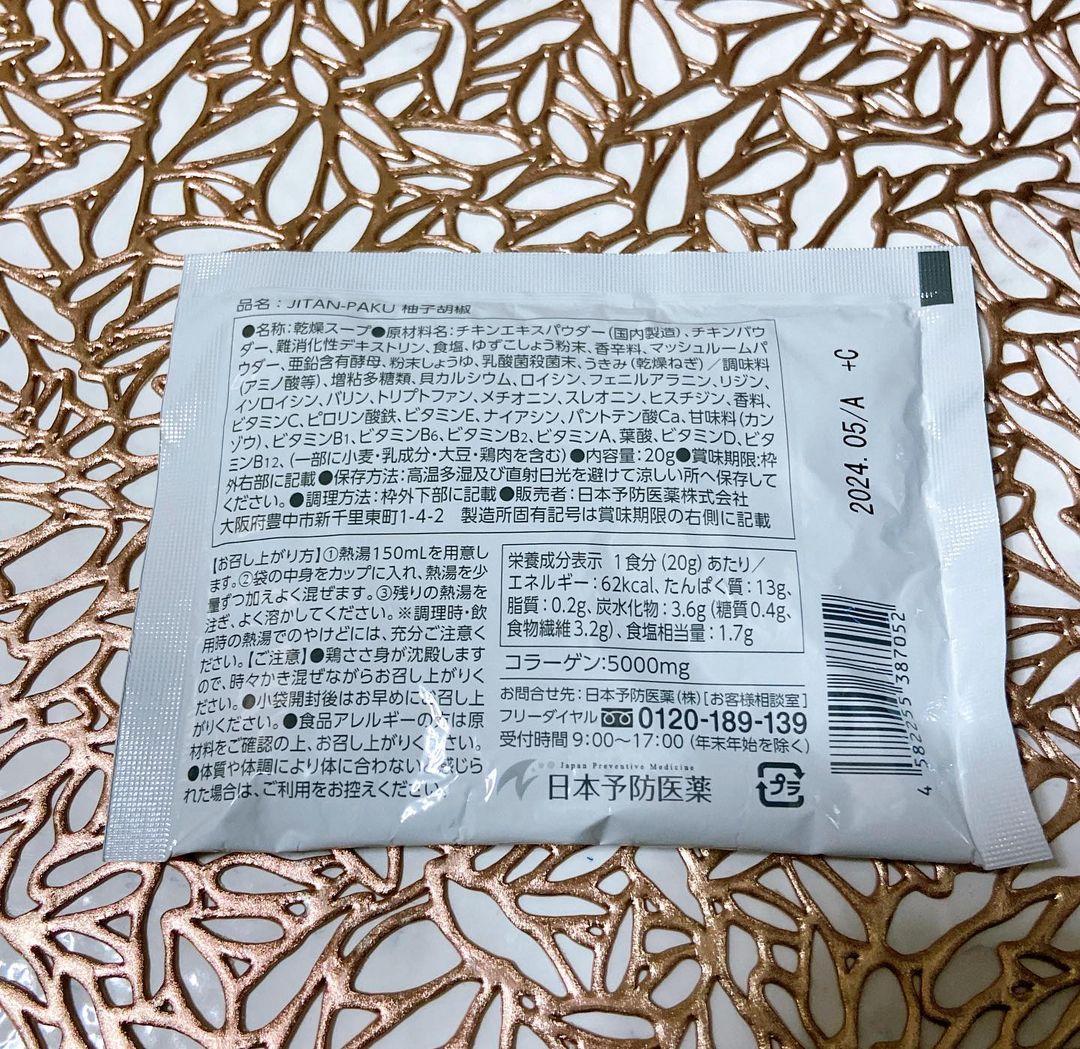 品名：JITAN-PAKU 柚子胡椒
●名称：乾燥スープ●原材料名：チキンエキスパウダー（国内製造）、チキンパウ
ダー、難消化性デキストリン、食塩、ゆずこしょう粉末、香辛料、マッシュルームパ
ウダー、亜鉛含有酵母、粉末しょうゆ、乳酸菌殺菌末、うきみ（乾燥ねぎ）／調味料
（アミノ酸等）、増粘多糖類、貝カルシウム、ロイシン、フェニルアラニン、リジン、
イソロイシン、バリン、トリプトファン、メチオニン、スレオニン、ヒスチジン、香料、
ビタミンC、ピロリン酸鉄、ビタミンE、ナイアシン、パントテン酸Ca、甘味料（カン
ゾウ）、ビタミンB1、ビタミンB6、ビタミンB2、ビタミンA、葉酸、ビタミンD、ビタ
ミンB12、（一部に小麦・乳成分・大豆・鶏肉を含む）●内容量：20g●賞味期限：枠
外右部に記載●保存方法：高温多湿及び直射日光を避けて涼しい所へ保存して
ください。●調理方法：枠外下部に記載●販売者：日本予防医薬株式会社
大阪府豊中市新千里東町1-4-2　製造所固有記号は賞味期限の右側に記載
2024. 05/A +C
【お召し上がり方】①熱湯150mLを用意し
ます。②袋の中身をカップに入れ、熱湯を少
量ずつ加えよく混ぜます。③残りの熱湯を
注ぎ、よく溶かしてください。※調理時・飲
用時の熱湯でのやけどには、充分ご注意く
ださい。【ご注意】●鶏ささ身が沈殿します
ので、時々かき混ぜながらお召し上がりく
ださい。●小袋開封後はお早めにお召し上
がりください。●食品アレルギーの方は原
材料をご確認の上、お召し上がりください。
●体質や体調により体に合わないと感じら
れた場合は、ご利用をお控えください。
栄養成分表示 1食分（20g）あたり／
エネルギー：62kcal、たんぱく質：13g、
脂質：0.2g、炭水化物：3.6g（糖質0.4g、
食物繊維3.2g）、食塩相当量：1.7g
コラーゲン：5000mg
お問合せ先：日本予防医薬（株）［お客様相談室］
フリーダイヤル 0120-189-139
受付時間 9:00〜17:00（年末年始を除く）
Japan Preventive Medicine
日本予防医薬
プラ
4 582255 387052